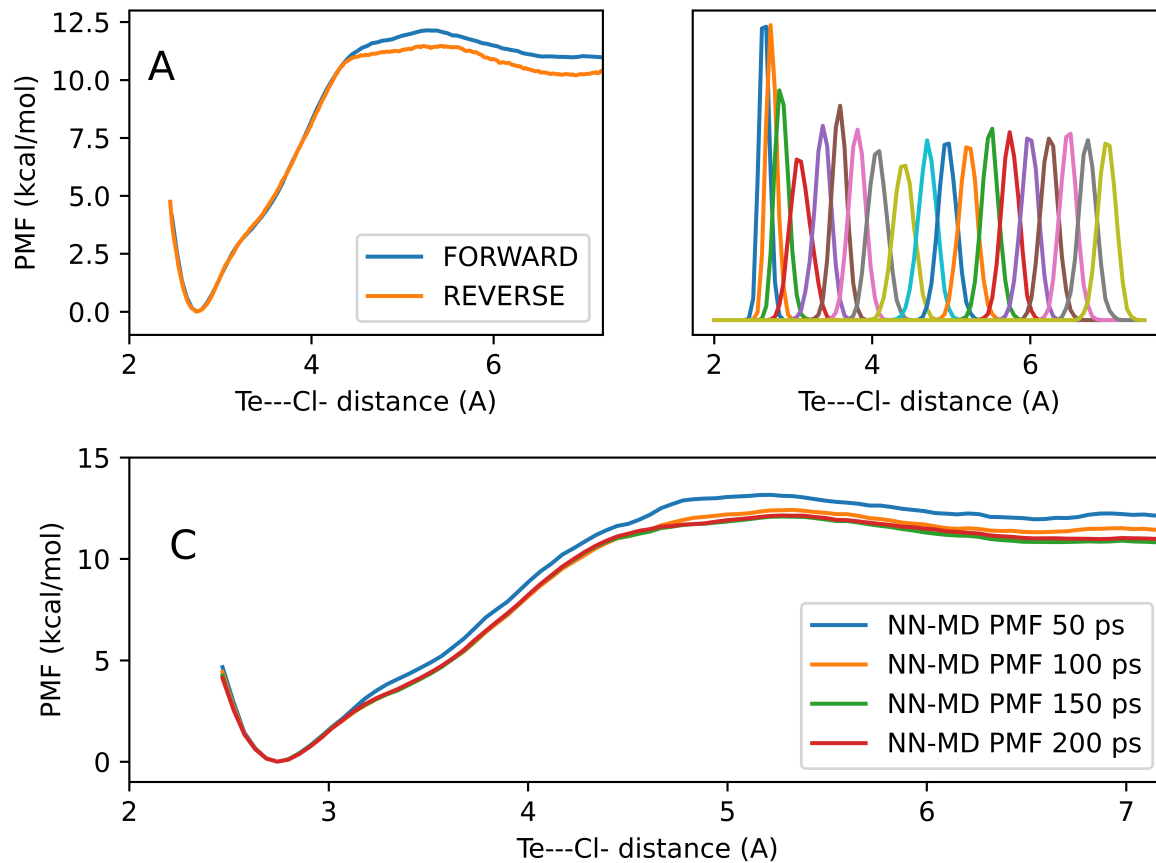 12.5
10.0
7.5
5.0
2.5
0.0
PMF (kcal/mol)
A
FORWARD
REVERSE
2 4 6
Te---Cl- distance (A)
2 4 6
Te---Cl- distance (A)
15
10
5
0
PMF (kcal/mol)
C
NN-MD PMF 50 ps
NN-MD PMF 100 ps
NN-MD PMF 150 ps
NN-MD PMF 200 ps
2 3 4 5 6 7
Te---Cl- distance (A)